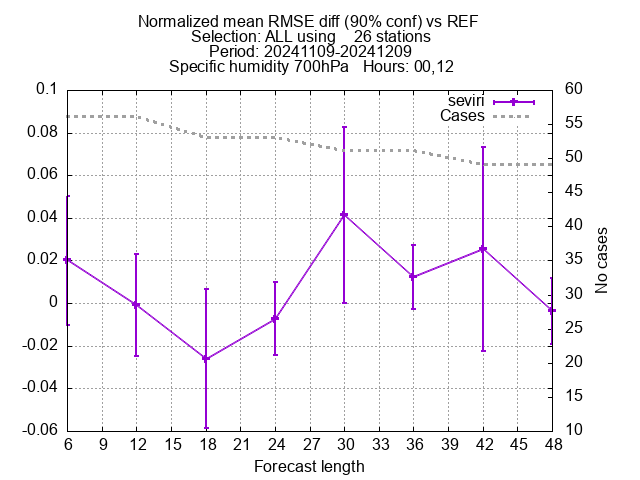 Normalized mean RMSE diff (90% conf) vs REF
Selection: ALL using    26 stations
Period: 20241109-20241209
Specific humidity 700hPa   Hours: 00,12
seviri
Cases
0.1
0.08
0.06
0.04
0.02
0
-0.02
-0.04
-0.06
60
55
50
45
40
35
30
25
20
15
10
No cases
6 9 12 15 18 21 24 27 30 33 36 39 42 45 48
Forecast length